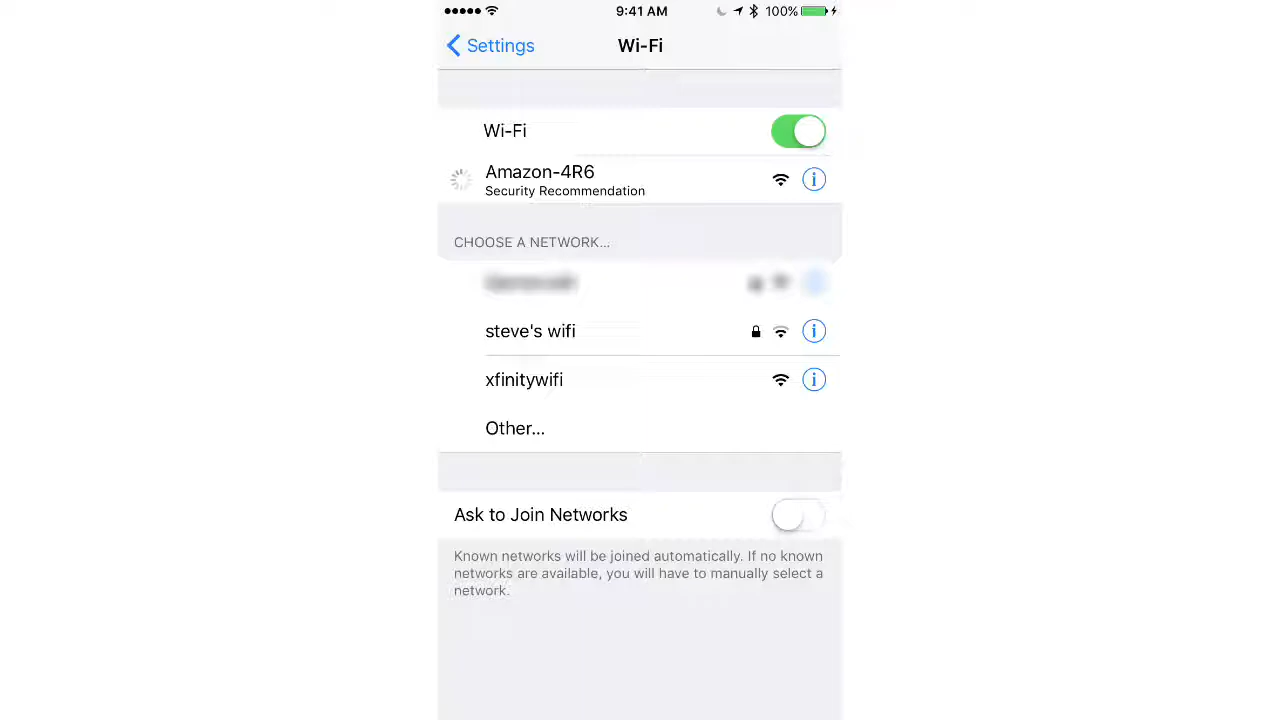 9:41 AM
100%
Settings
Wi-Fi
Wi-Fi
Amazon-4R6
Security Recommendation
CHOOSE A NETWORK...
steve's wifi
xfinitywifi
Other...
Ask to Join Networks
Known networks will be joined automatically. If no known
networks are available, you will have to manually select a
network.